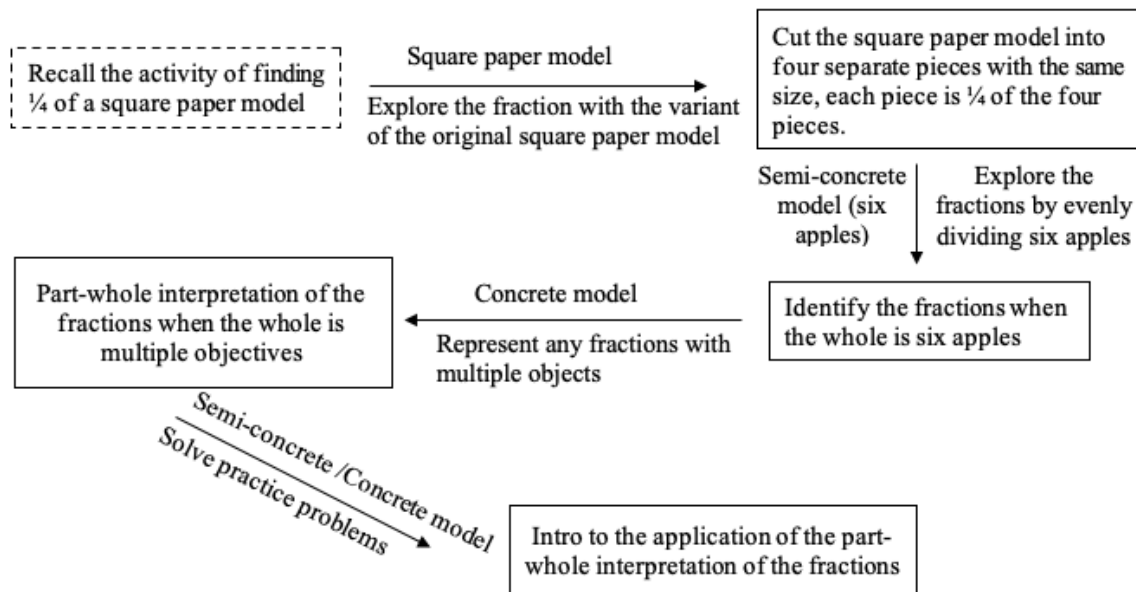 Recall the activity of finding
¼ of a square paper model
Square paper model
Explore the fraction with the variant
of the original square paper model
Cut the square paper model into
four separate pieces with the same
size, each piece is ¼ of the four
pieces.
Semi-concrete
model (six
apples)
Explore the
fractions by evenly
dividing six apples
Identify the fractions when
the whole is six apples
Concrete model
Represent any fractions with
multiple objects
Part-whole interpretation of the
fractions when the whole is
multiple objectives
Semi-concrete /Concrete model
Solve practice problems
Intro to the application of the part-
whole interpretation of the fractions